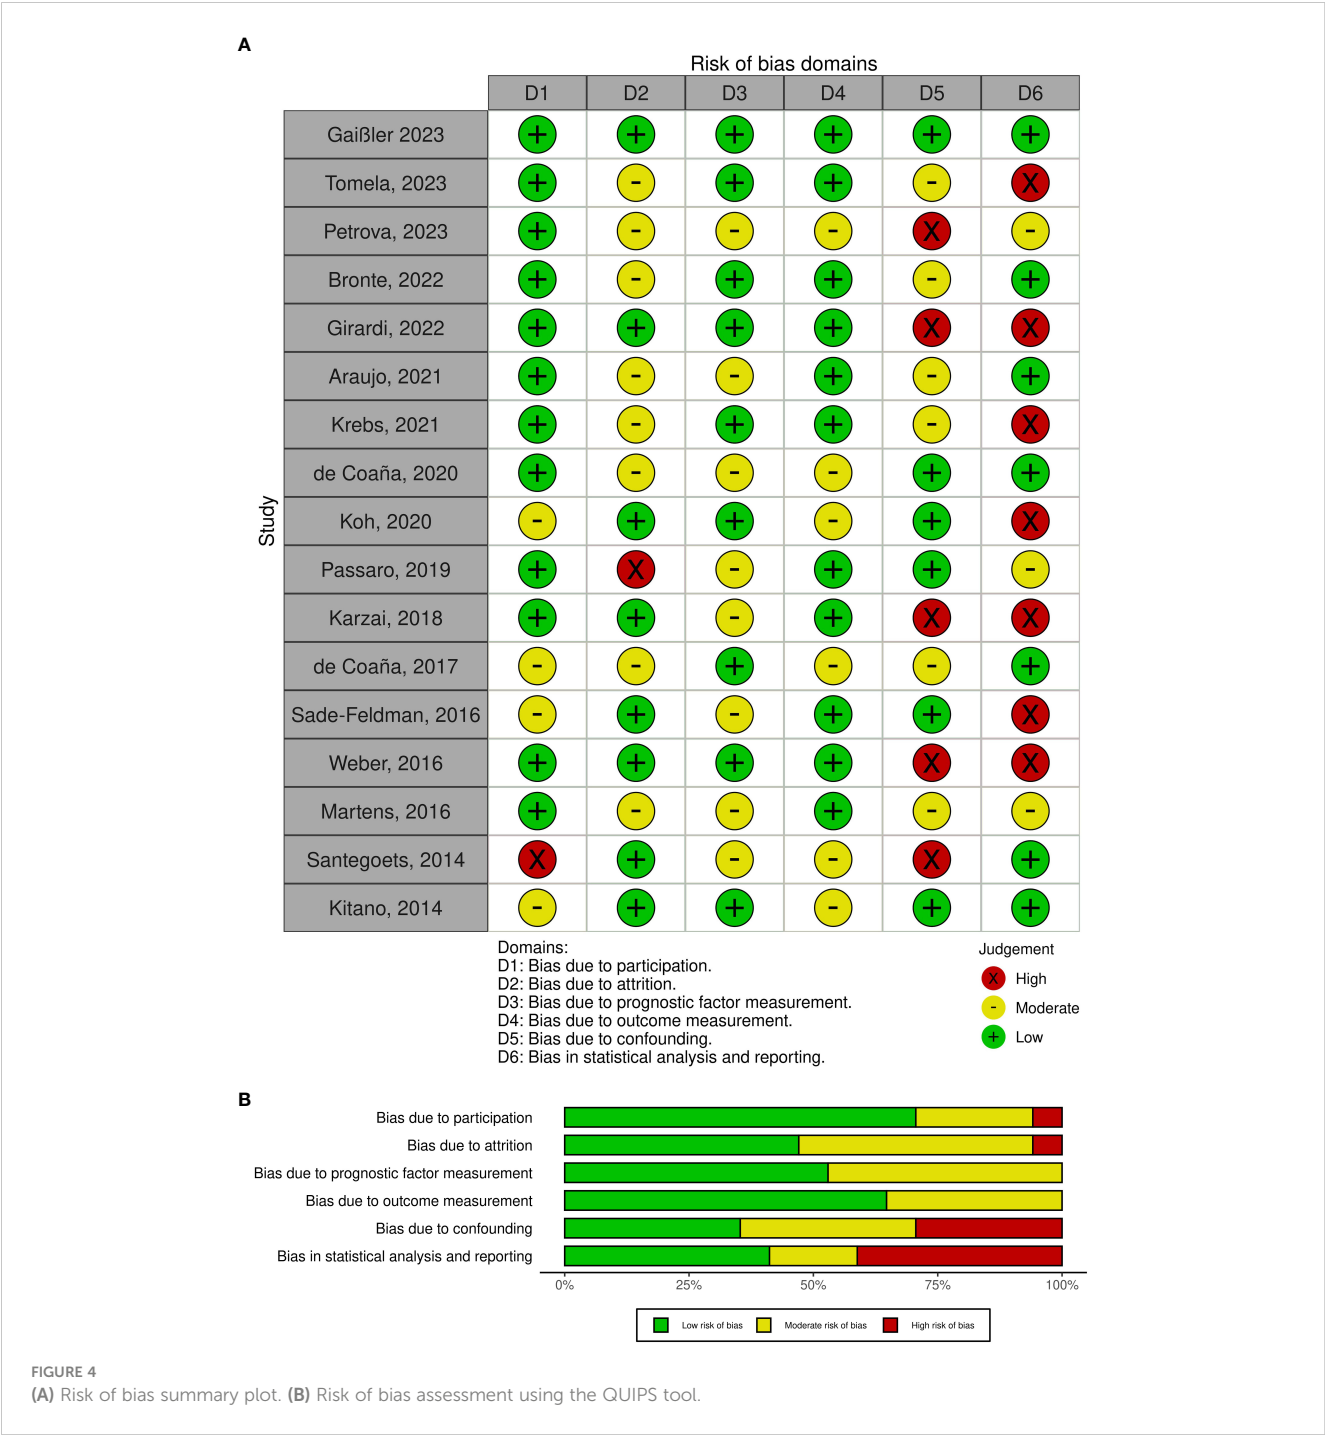 A
Risk of bias domains
D1 D2 D3 D4 D5 D6
Study
Gaißler 2023 + + + + + +
Tomela, 2023 + - + + - X
Petrova, 2023 + - - - X -
Bronte, 2022 + - + + - +
Girardi, 2022 + + + + X X
Araujo, 2021 + - - + - +
Krebs, 2021 + - + + - X
de Coaña, 2020 + - - - + +
Koh, 2020 - + + - + X
Passaro, 2019 + X - + + -
Karzai, 2018 + + - + X X
de Coaña, 2017 - - + - - +
Sade-Feldman, 2016 - + - + + X
Weber, 2016 + + + + X X
Martens, 2016 + - - + - -
Santegoets, 2014 X + - - X +
Kitano, 2014 - + + - + +
Domains:
D1: Bias due to participation.
D2: Bias due to attrition.
D3: Bias due to prognostic factor measurement.
D4: Bias due to outcome measurement.
D5: Bias due to confounding.
D6: Bias in statistical analysis and reporting.
Judgement
X High
- Moderate
+ Low
B
Bias due to participation
Bias due to attrition
Bias due to prognostic factor measurement
Bias due to outcome measurement
Bias due to confounding
Bias in statistical analysis and reporting
0% 25% 50% 75% 100%
Low risk of bias Moderate risk of bias High risk of bias
FIGURE 4
(A) Risk of bias summary plot. (B) Risk of bias assessment using the QUIPS tool.